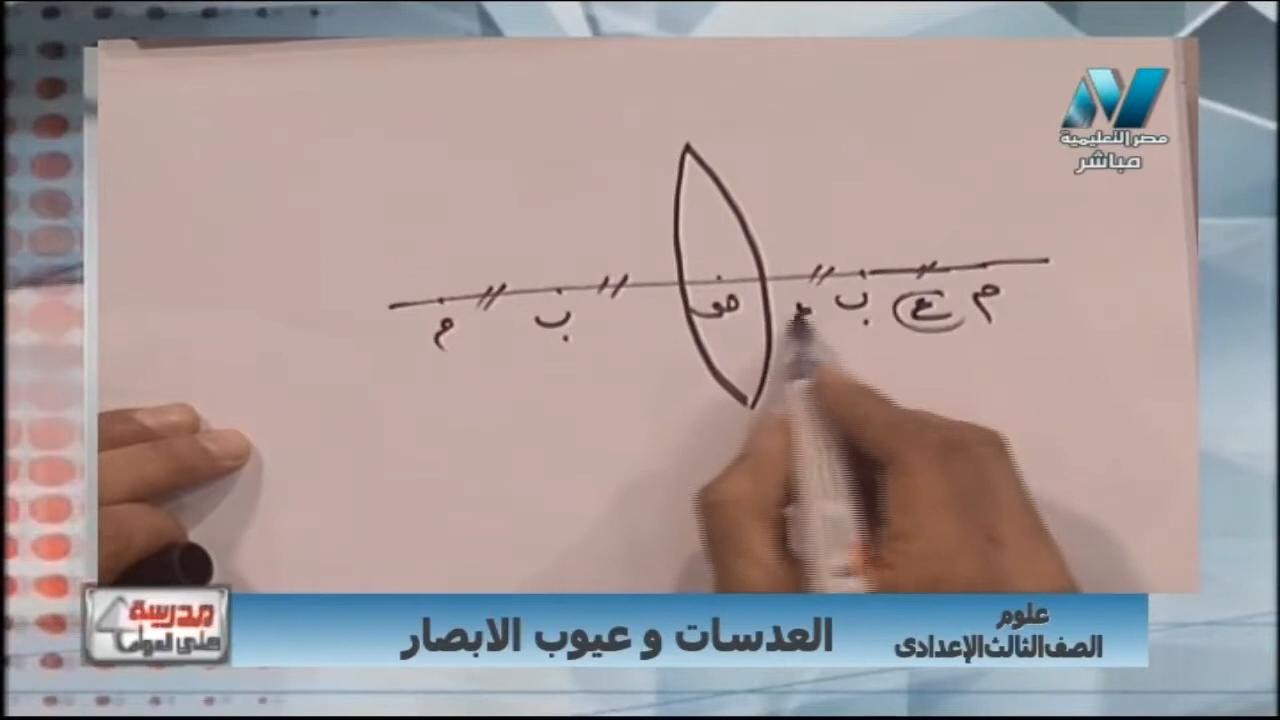 مصر التعليمية
مباشر
م ب م
ب
علوم
الصف الثالث الإعدادى
العدسات و عيوب الابصار
مدرسة
على الهواء